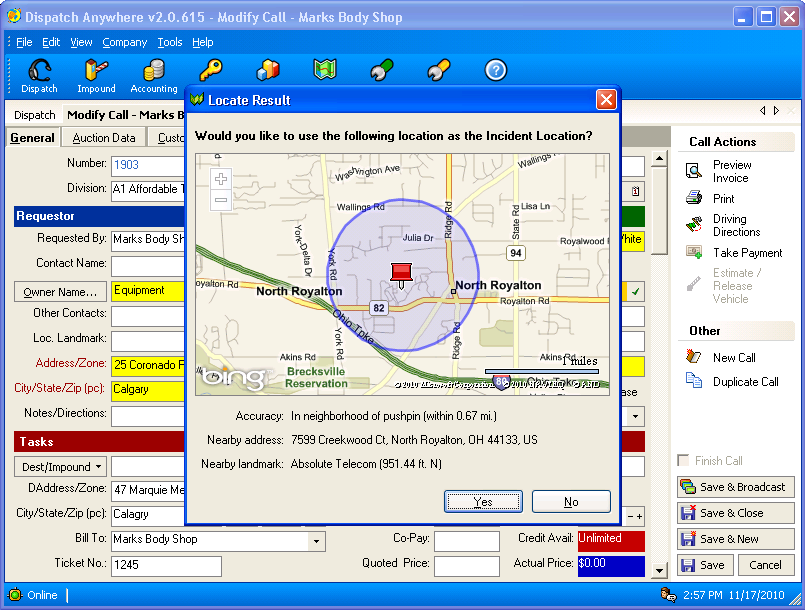 Dispatch Anywhere v2.0.615 - Modify Call - Marks Body Shop
File Edit View Company Tools Help
Dispatch Impound Accounting
Dispatch Modify Call - Marks B
General Auction Data Custo
Number: 1903
Division: A1 Affordable T
Requestor
Requested By: Marks Body Sh
White
Contact Name:
Owner Name... Equipment
Other Contacts:
Loc. Landmark:
Address/Zone: 25 Coronado F
City/State/Zip (pc): Calgary
ase
Notes/Directions:
Tasks
Dest/Impound
DAddress/Zone: 47 Marquie Me
City/State/Zip (pc): Calagry
Bill To: Marks Body Shop
Co-Pay:
Credit Avail: Unlimited
Ticket No.: 1245
Quoted Price:
Actual Price: $0.00
Locate Result
Would you like to use the following location as the Incident Location?
Washington Ave
Wallings
Wallings Rd
Ridge Rd
State Rd
Lisa Ln
York-Delta Dr
York Rd
Julia Dr
94
Royalwood
oyalton Rd
North Royalton
North Royalton
82
Royalton Rd
Ohio Tpke
York Rd
Ridge Rd
Akins Rd
Akins Rd
Brecksville
Reservation
bing
1 miles
80
Ohio Tpke
Accuracy: In neighborhood of pushpin (within 0.67 mi.)
Nearby address: 7599 Creekwood Ct, North Royalton, OH 44133, US
Nearby landmark: Absolute Telecom (951.44 ft. N)
Yes No
Call Actions
Preview
Invoice
Print
Driving
Directions
Take Payment
Estimate /
Release
Vehicle
Other
New Call
Duplicate Call
Finish Call
Save & Broadcast
Save & Close
Save & New
Save Cancel
Online
2:57 PM 11/17/2010